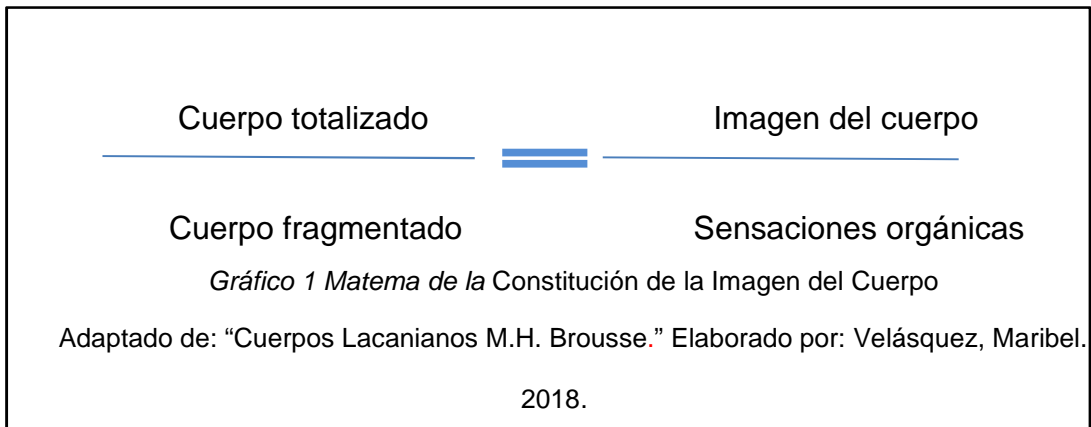 Cuerpo totalizado Imagen del cuerpo
Cuerpo fragmentado Sensaciones orgánicas
Gráfico 1 Matema de la Constitución de la Imagen del Cuerpo
Adaptado de: “Cuerpos Lacanianos M.H. Brousse.” Elaborado por: Velásquez, Maribel.
2018.